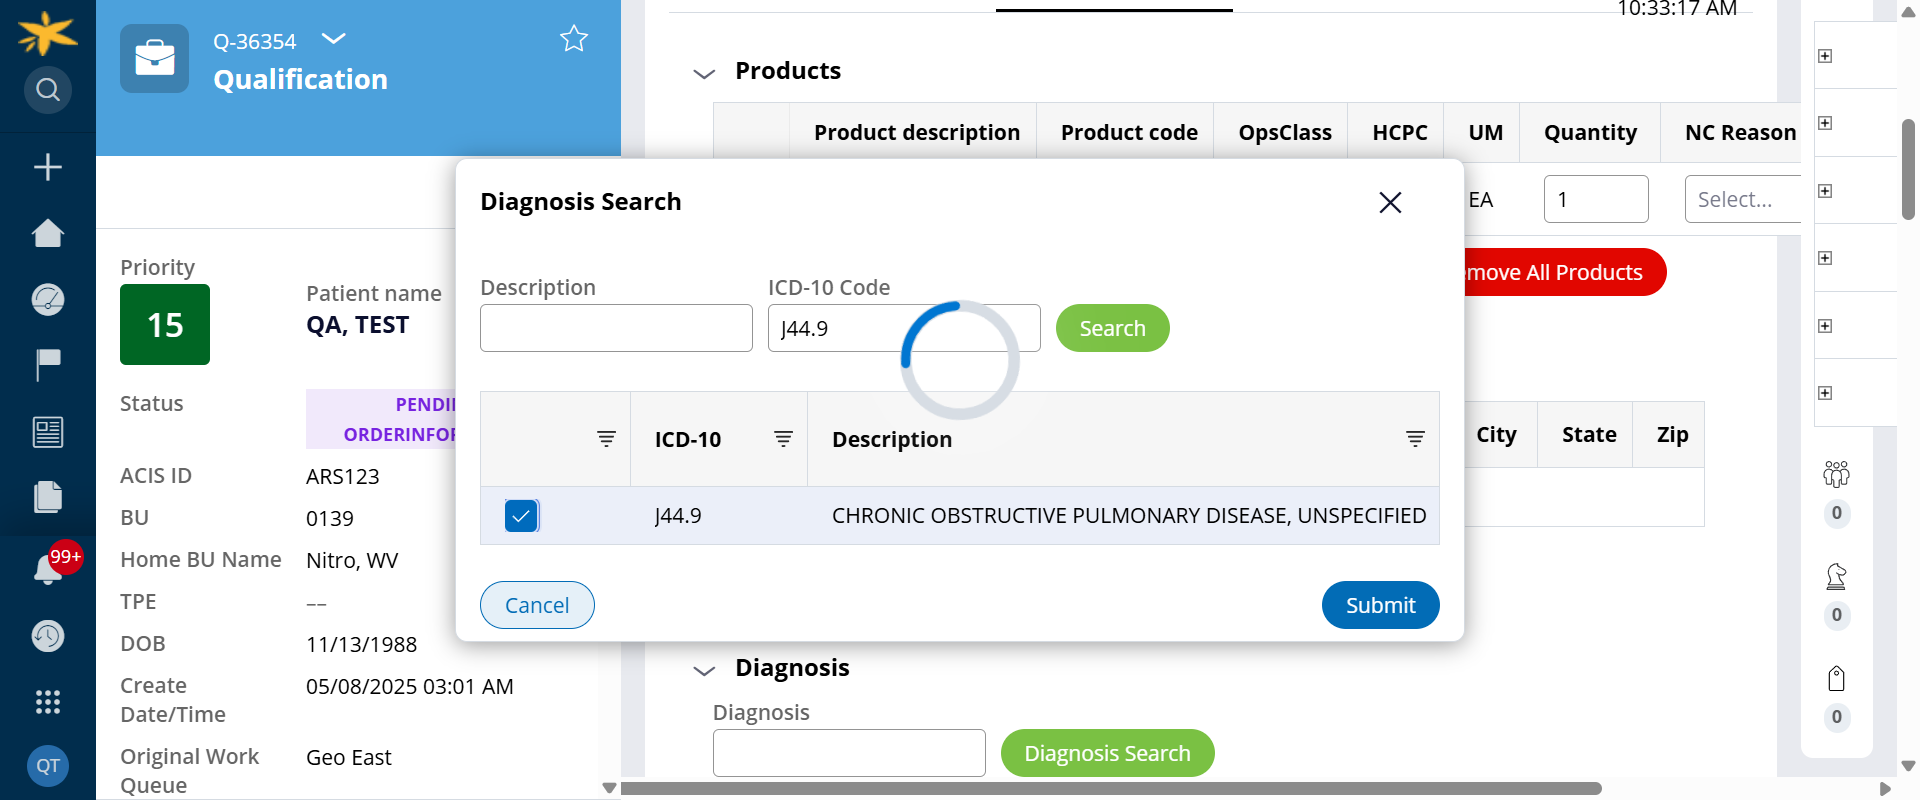 Q-36354
Qualification
10:33:17 AM
Products
Product description Product code OpsClass HCPC UM Quantity NC Reason
EA 1 Select...
emove All Products
Diagnosis Search
Description ICD-10 Code
J44.9 Search
ICD-10 Description
J44.9 CHRONIC OBSTRUCTIVE PULMONARY DISEASE, UNSPECIFIED
Cancel Submit
Priority
15
Patient name
QA, TEST
Status
PENDI
ORDERINFOR
ACIS ID ARS123
BU 0139
Home BU Name Nitro, WV
TPE --
DOB 11/13/1988
Create
Date/Time
05/08/2025 03:01 AM
Original Work
Queue
Geo East
City State Zip
Diagnosis
Diagnosis
Diagnosis Search
99+
QT
0
0
0